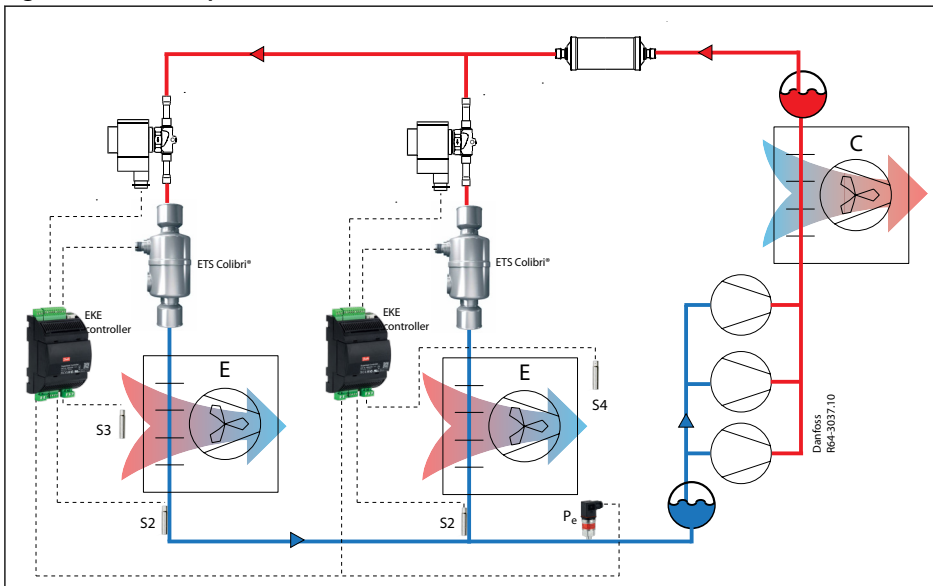 C
ETS Colibri®
ETS Colibri®
EKE
controller
EKE
controller
E
E
S4
S3
S2
S2
Pe
Danfoss
R64-3037.10